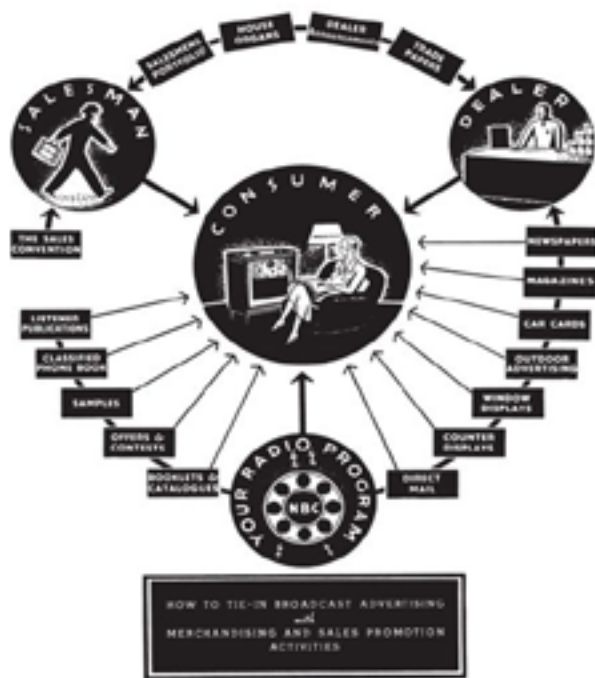 SALESMENS
PORTFOLIO
HOUSE
ORGANS
DEALER
TRADE
PAPERS
SALESMAN
DEALER
CONSUMER
THE SALES
CONVENTION
NEWSPAPERS
MAGAZINES
CAR CARDS
OUTDOOR
ADVERTISING
WINDOW
DISPLAYS
COUNTER
DISPLAYS
DIRECT
MAIL
LISTENER
PUBLICATIONS
CLASSIFIED
PHONE BOOK
SAMPLES
OFFERS &
CONTESTS
BOOKLETS &
CATALOGUES
YOUR RADIO PROGRAM
NBC
HOW TO TIE-IN BROADCAST ADVERTISING
with
MERCHANDISING AND SALES PROMOTION
ACTIVITIES